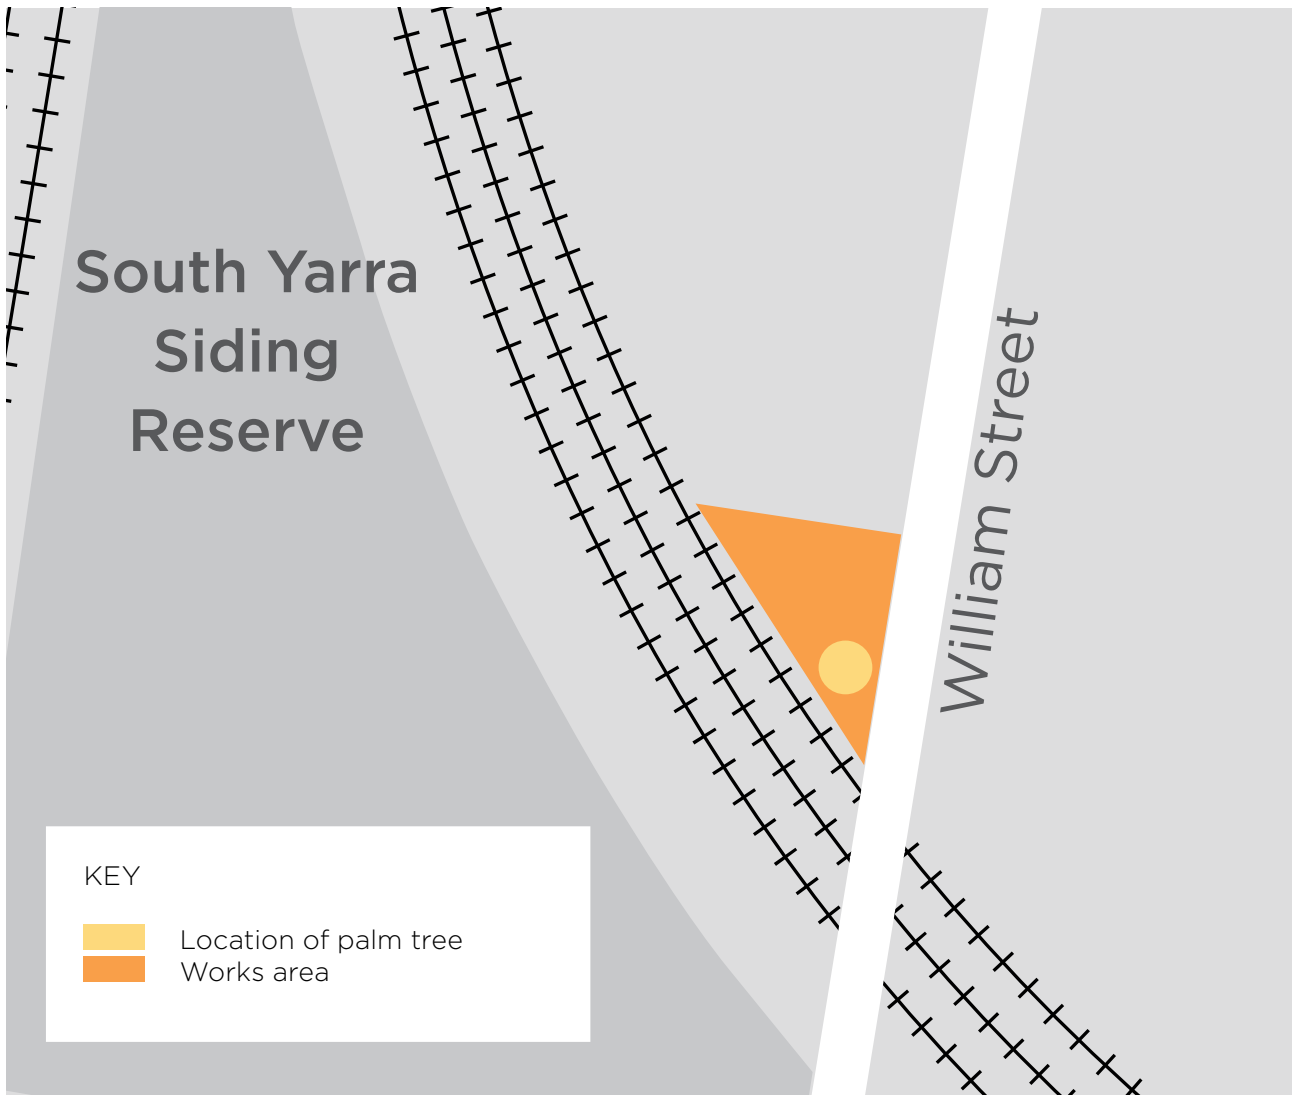 South Yarra
Siding
Reserve
William Street
KEY
Location of palm tree
Works area